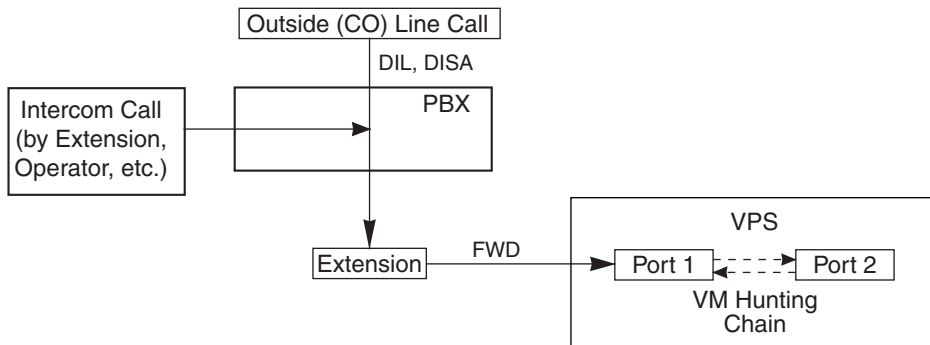 Outside (CO) Line Call
DIL, DISA
PBX
Intercom Call
(by Extension,
Operator, etc.)
Extension
FWD
VPS
Port 1
Port 2
VM Hunting
Chain